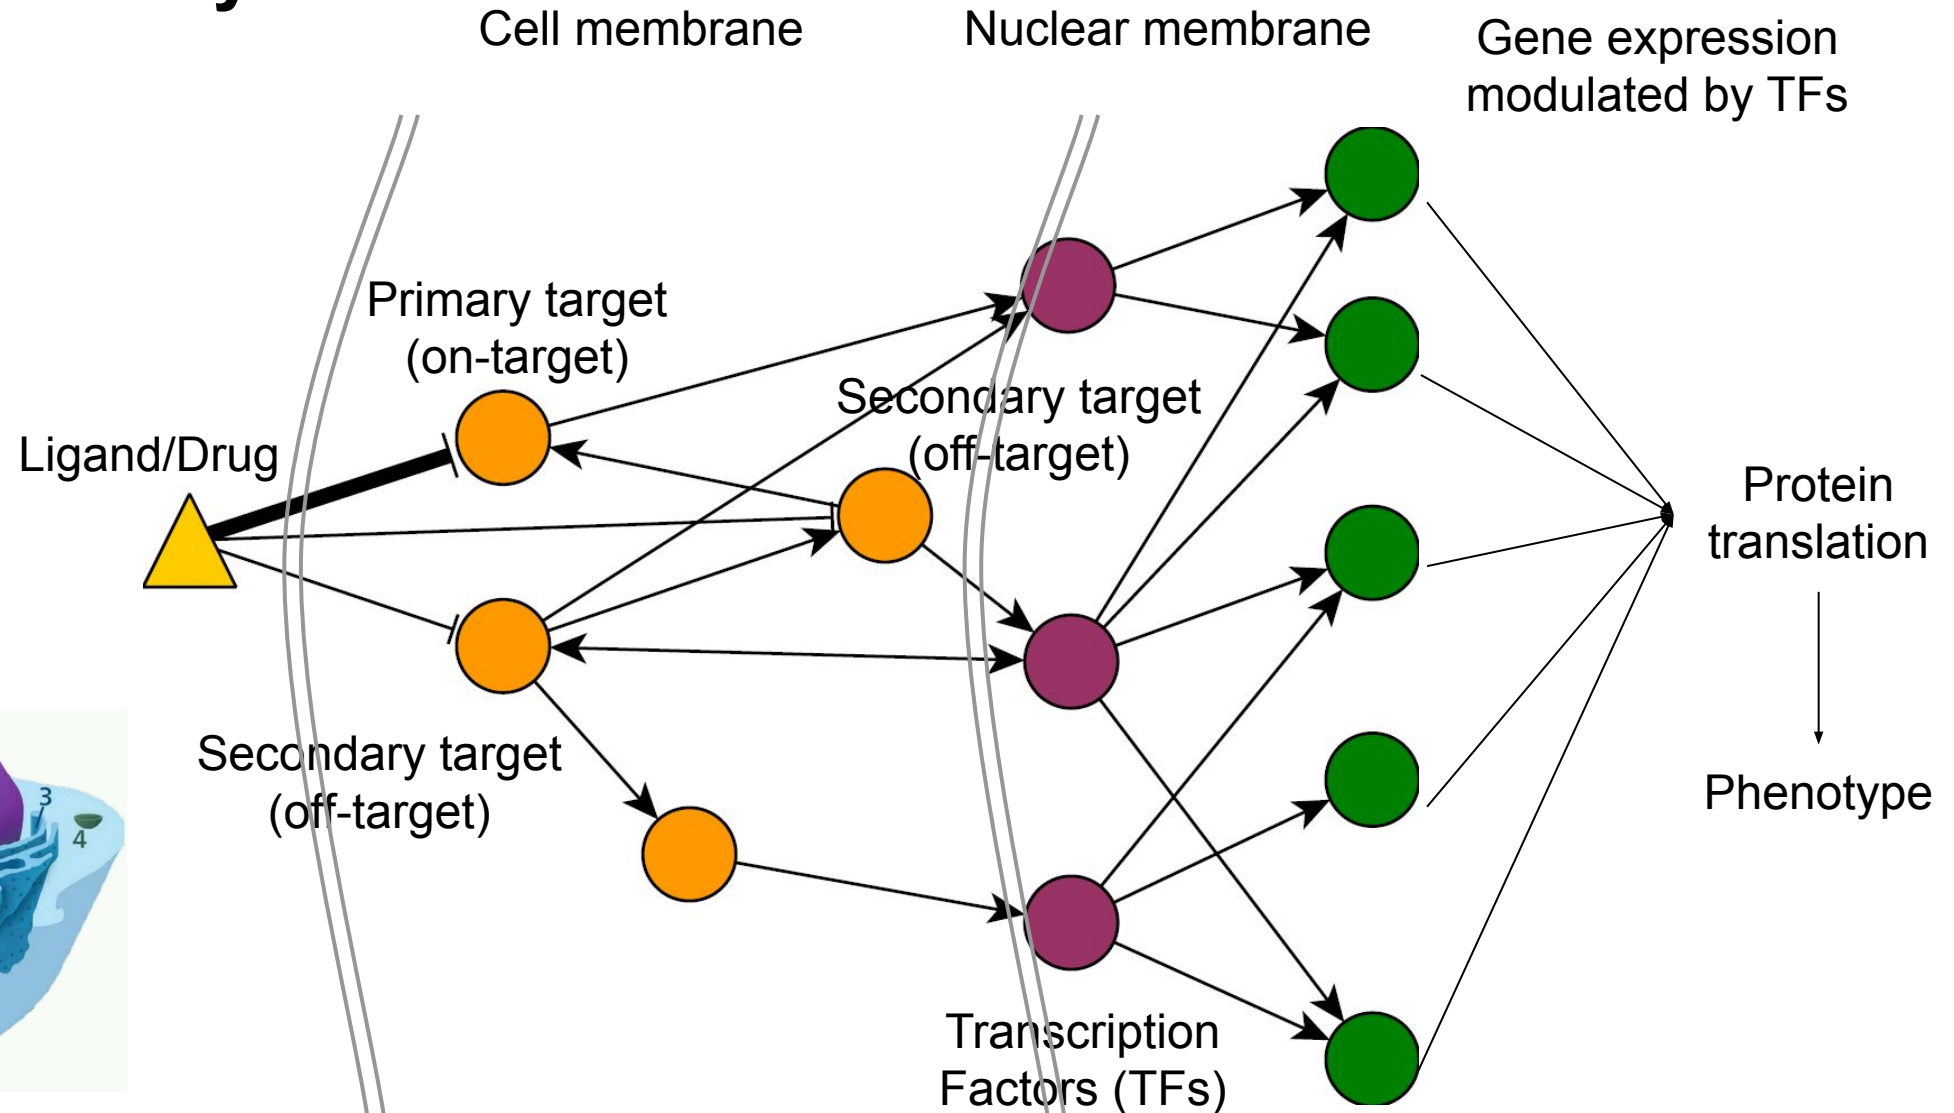 Cell membrane
Nuclear membrane
Gene expression
modulated by TFs
Primary target
(on-target)
Secondary target
(off-target)
Ligand/Drug
Protein
translation
Secondary target
(off-target)
Phenotype
3
4
Transcription
Factors (TFs)